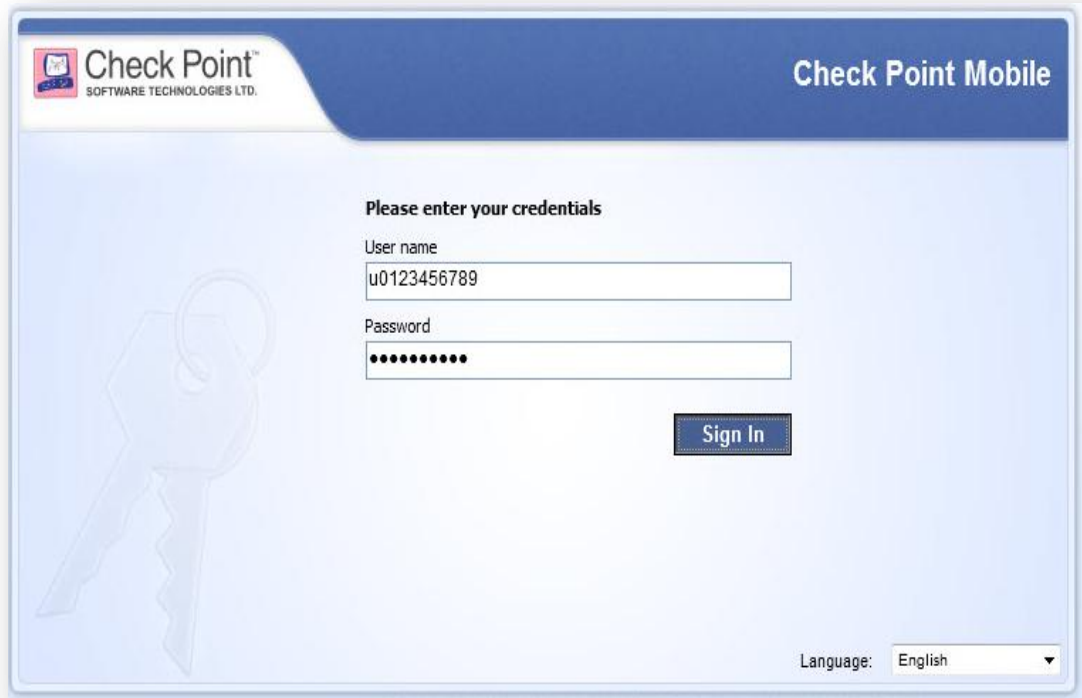 Check Point™
SOFTWARE TECHNOLOGIES LTD.
Check Point Mobile
Please enter your credentials
User name
u0123456789
Password
●●●●●●●●●●
Sign In
Language: English